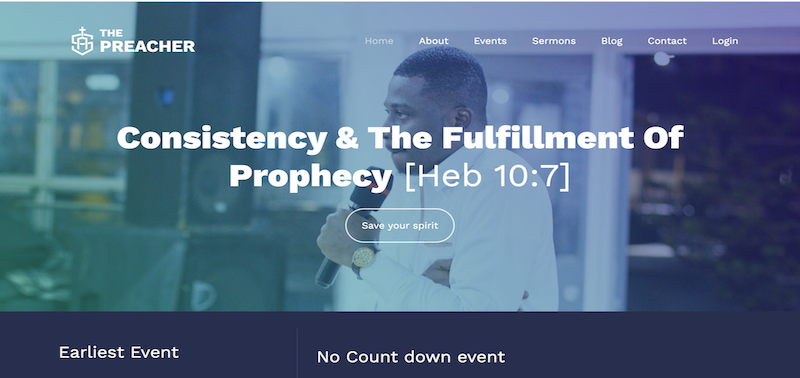 THE
PREACHER
Home About Events Sermons Blog Contact Login
Consistency & The Fulfillment Of
Prophecy [Heb 10:7]
Save your spirit
Earliest Event
No Count down event